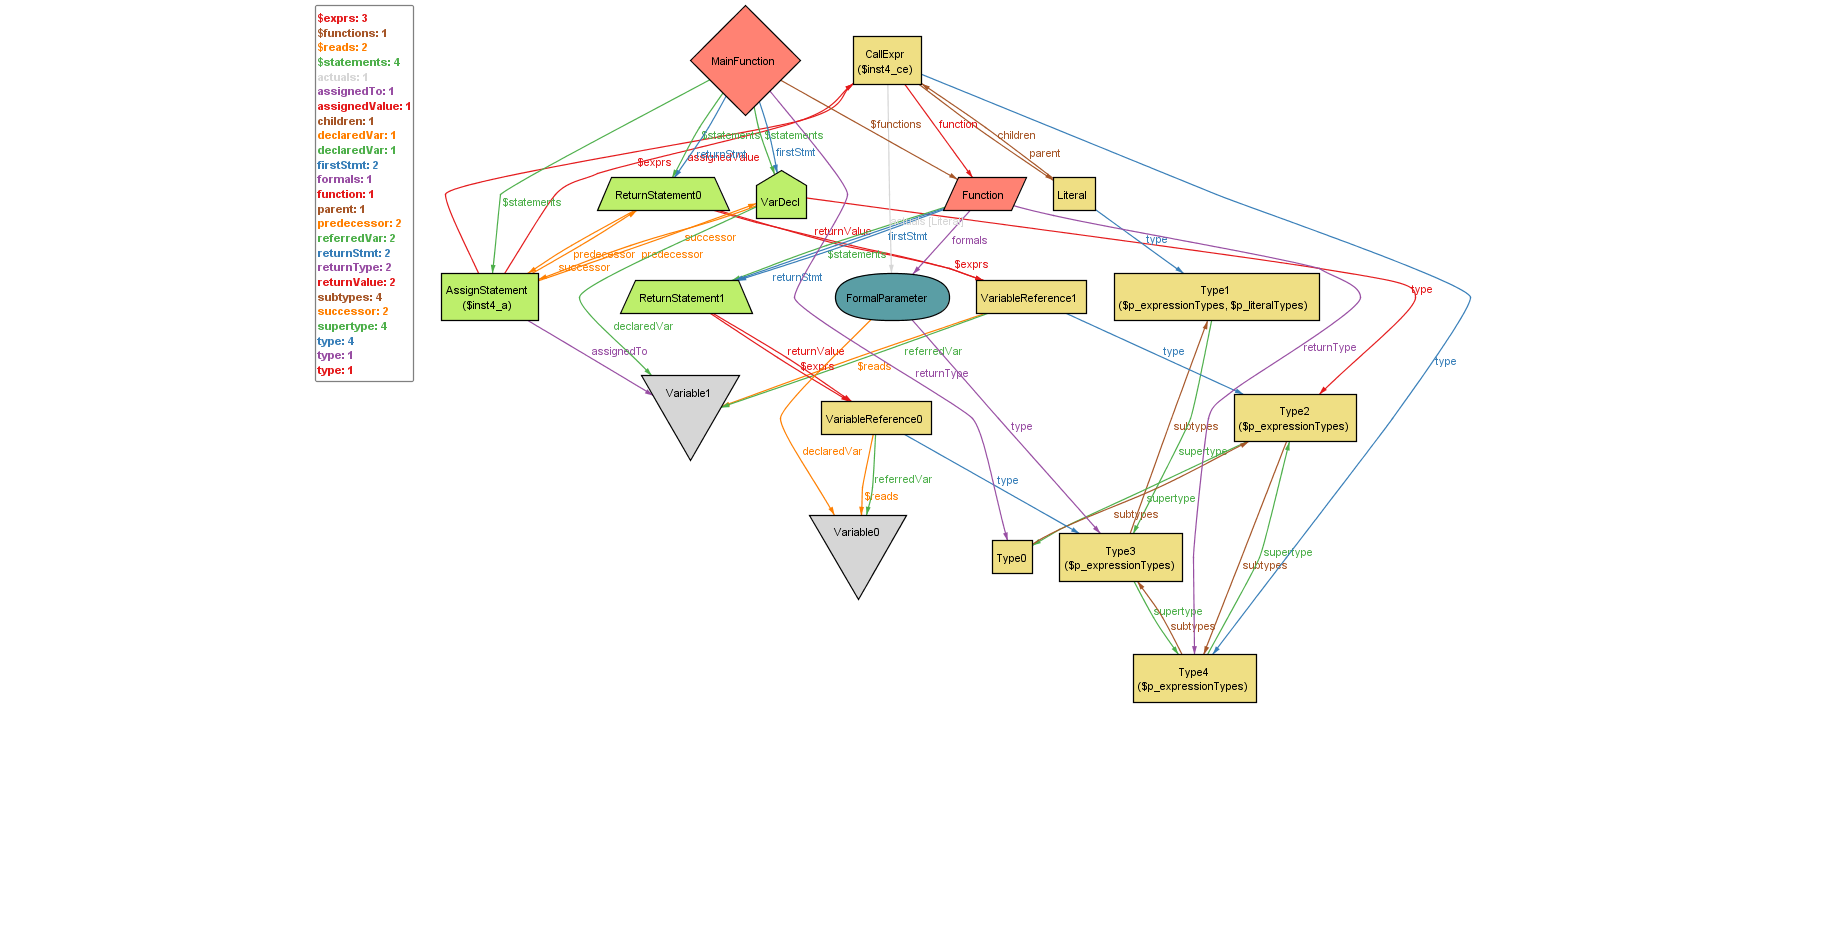 $exprs: 3
$functions: 1
$reads: 2
$statements: 4
actuals: 1
assignedTo: 1
assignedValue: 1
children: 1
declaredVar: 1
declaredVar: 1
firstStmt: 2
formals: 1
function: 1
parent: 1
predecessor: 2
referredVar: 2
returnStmt: 2
returnType: 2
returnValue: 2
subtypes: 4
successor: 2
supertype: 4
type: 4
type: 1
type: 1
MainFunction
CallExpr
($inst4_ce)
$functions
function
children
$statements
$statements
returnStmt
assignedValue
firstStmt
parent
$exprs
ReturnStatement0
VarDecl
Function
Literal
$statements
actuals [Literal]
returnValue
successor
firstStmt
formals
type
predecessor
predecessor
$statements
successor
$exprs
returnStmt
AssignStatement
($inst4_a)
ReturnStatement1
FormalParameter
VariableReference1
Type1
($p_expressionTypes, $p_literalTypes)
type
declaredVar
assignedTo
returnValue
referredVar
type
returnType
type
$exprs
$reads
returnType
Variable1
VariableReference0
Type2
($p_expressionTypes)
type
subtypes
declaredVar
supertype
referredVar
type
$reads
supertype
subtypes
Variable0
Type0
Type3
($p_expressionTypes)
supertype
subtypes
supertype
subtypes
Type4
($p_expressionTypes)